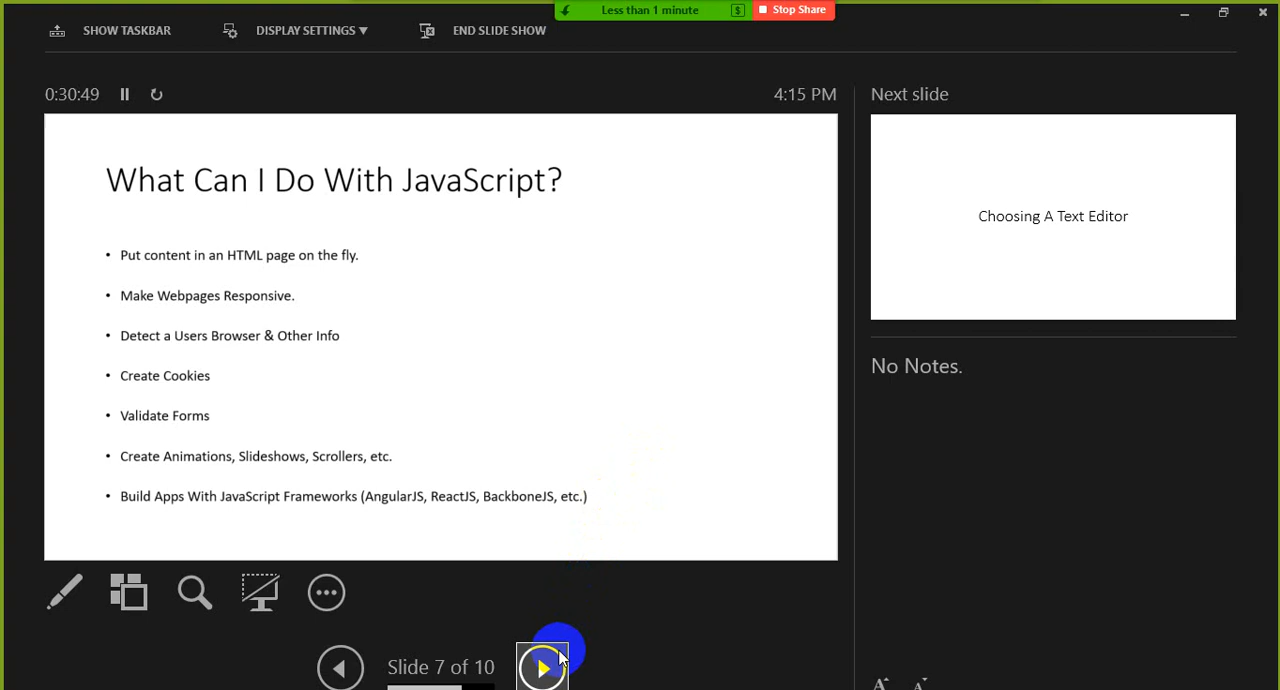 Less than 1 minute $ Stop Share
SHOW TASKBAR DISPLAY SETTINGS ▼ END SLIDE SHOW
0:30:49 4:15 PM Next slide
What Can I Do With JavaScript?
• Put content in an HTML page on the fly.
• Make Webpages Responsive.
• Detect a Users Browser & Other Info
• Create Cookies
• Validate Forms
• Create Animations, Slideshows, Scrollers, etc.
• Build Apps With JavaScript Frameworks (AngularJS, ReactJS, BackboneJS, etc.)
Choosing A Text Editor
No Notes.
Slide 7 of 10
A A